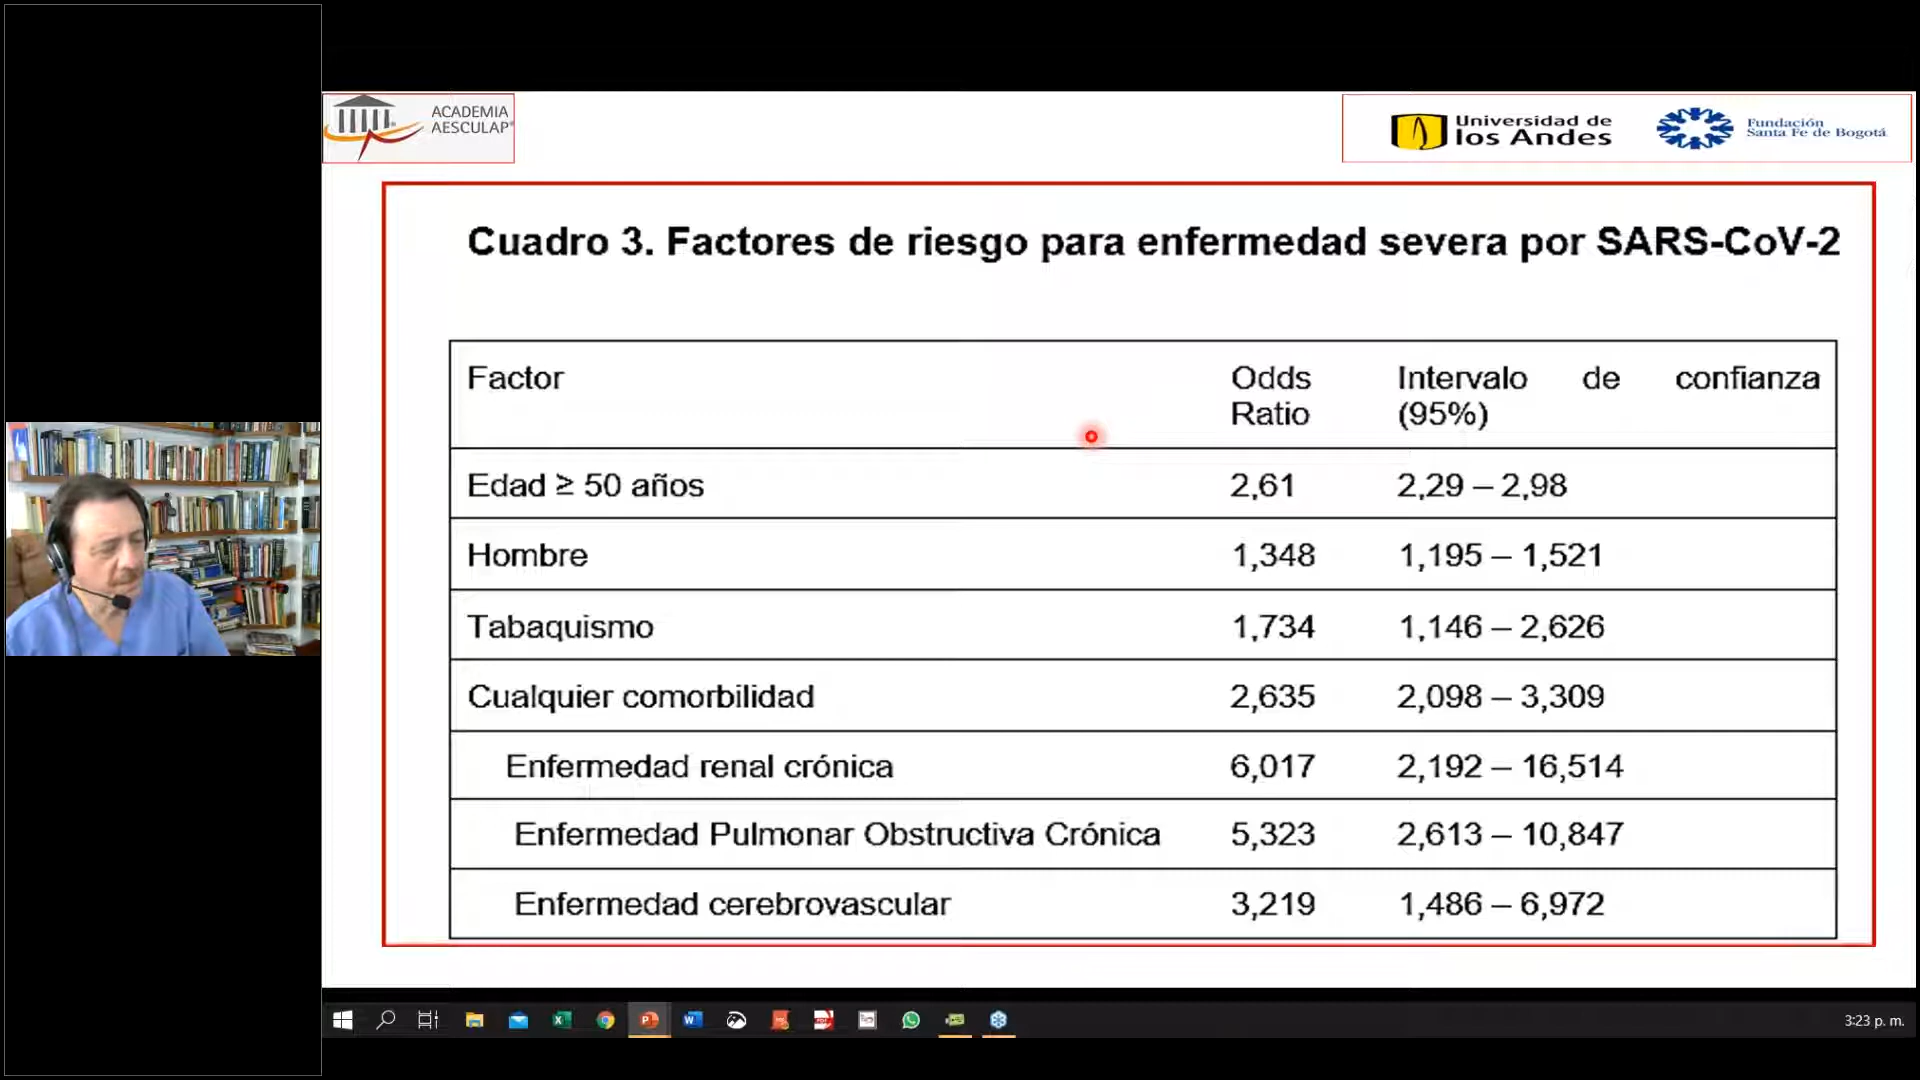 ACADEMIA
AESCULAP®
Universidad de
los Andes
Fundación
Santa Fe de Bogotá
Cuadro 3. Factores de riesgo para enfermedad severa por SARS-CoV-2
Factor Odds Ratio Intervalo de confianza (95%)
Edad ≥ 50 años 2,61 2,29 – 2,98
Hombre 1,348 1,195 – 1,521
Tabaquismo 1,734 1,146 – 2,626
Cualquier comorbilidad 2,635 2,098 – 3,309
Enfermedad renal crónica 6,017 2,192 – 16,514
Enfermedad Pulmonar Obstructiva Crónica 5,323 2,613 – 10,847
Enfermedad cerebrovascular 3,219 1,486 – 6,972
3:23 p. m.